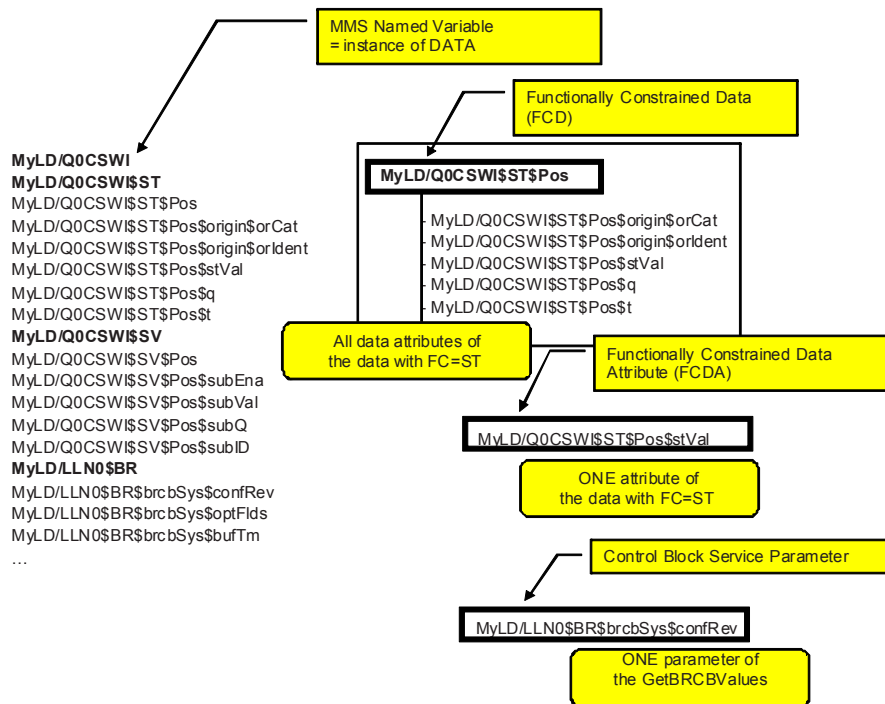 MMS Named Variable
= instance of DATA
Functionally Constrained Data
(FCD)
MyLD/Q0CSWI
MyLD/Q0CSWI$ST
MyLD/Q0CSWI$ST$Pos
MyLD/Q0CSWI$ST$Pos$origin$orCat
MyLD/Q0CSWI$ST$Pos$origin$orIdent
MyLD/Q0CSWI$ST$Pos$stVal
MyLD/Q0CSWI$ST$Pos$q
MyLD/Q0CSWI$ST$Pos$t
MyLD/Q0CSWI$SV
MyLD/Q0CSWI$SV$Pos
MyLD/Q0CSWI$SV$Pos$subEna
MyLD/Q0CSWI$SV$Pos$subVal
MyLD/Q0CSWI$SV$Pos$subQ
MyLD/Q0CSWI$SV$Pos$subID
MyLD/LLN0$BR
MyLD/LLN0$BR$brcbSys$confRev
MyLD/LLN0$BR$brcbSys$optFlds
MyLD/LLN0$BR$brcbSys$bufTm
…
MyLD/Q0CSWI$ST$Pos
- MyLD/Q0CSWI$ST$Pos$origin$orCat
- MyLD/Q0CSWI$ST$Pos$origin$orIdent
- MyLD/Q0CSWI$ST$Pos$stVal
- MyLD/Q0CSWI$ST$Pos$q
- MyLD/Q0CSWI$ST$Pos$t
All data attributes of
the data with FC=ST
Functionally Constrained Data
Attribute (FCDA)
MyLD/Q0CSWI$ST$Pos$stVal
ONE attribute of
the data with FC=ST
Control Block Service Parameter
MyLD/LLN0$BR$brcbSys$confRev
ONE parameter of
the GetBRCBValues